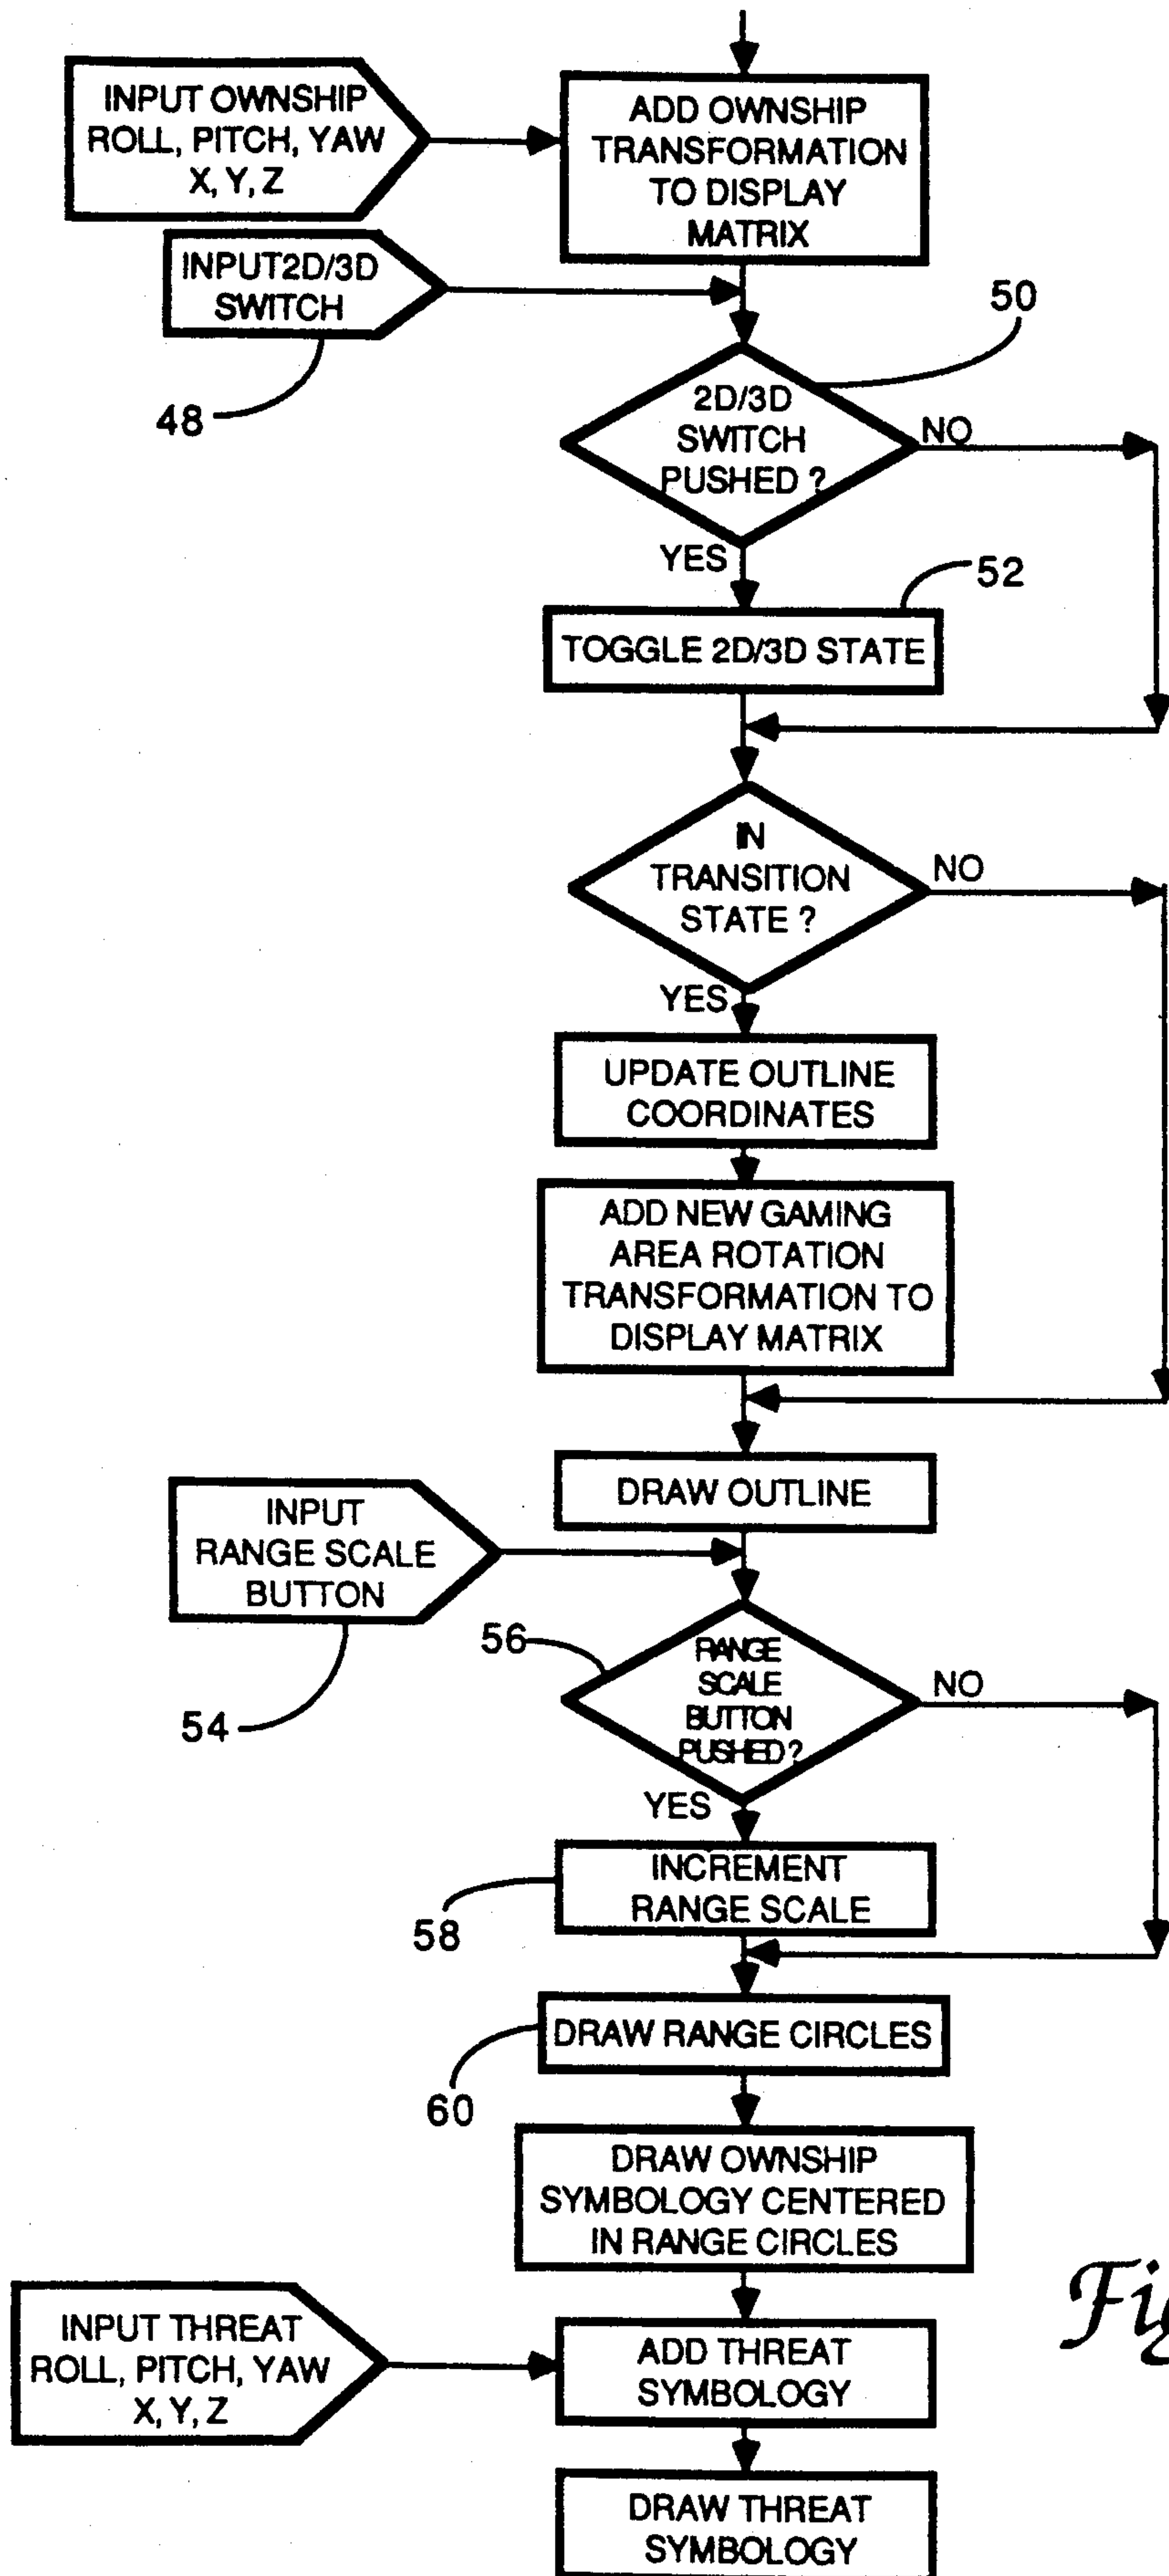 INPUT OWNSHIP
ROLL, PITCH, YAW
X, Y, Z
ADD OWNSHIP
TRANSFORMATION
TO DISPLAY
MATRIX
INPUT2D/3D
SWITCH
48
50
2D/3D
SWITCH
PUSHED ?
NO
YES
52
TOGGLE 2D/3D STATE
IN
TRANSITION
STATE ?
NO
YES
UPDATE OUTLINE
COORDINATES
ADD NEW GAMING
AREA ROTATION
TRANSFORMATION TO
DISPLAY MATRIX
DRAW OUTLINE
INPUT
RANGE SCALE
BUTTON
54
56
RANGE
SCALE
BUTTON
PUSHED?
NO
YES
INCREMENT
RANGE SCALE
58
DRAW RANGE CIRCLES
60
DRAW OWNSHIP
SYMBOLOGY CENTERED
IN RANGE CIRCLES
INPUT THREAT
ROLL, PITCH, YAW
X, Y, Z
ADD THREAT
SYMBOLOGY
DRAW THREAT
SYMBOLOGY